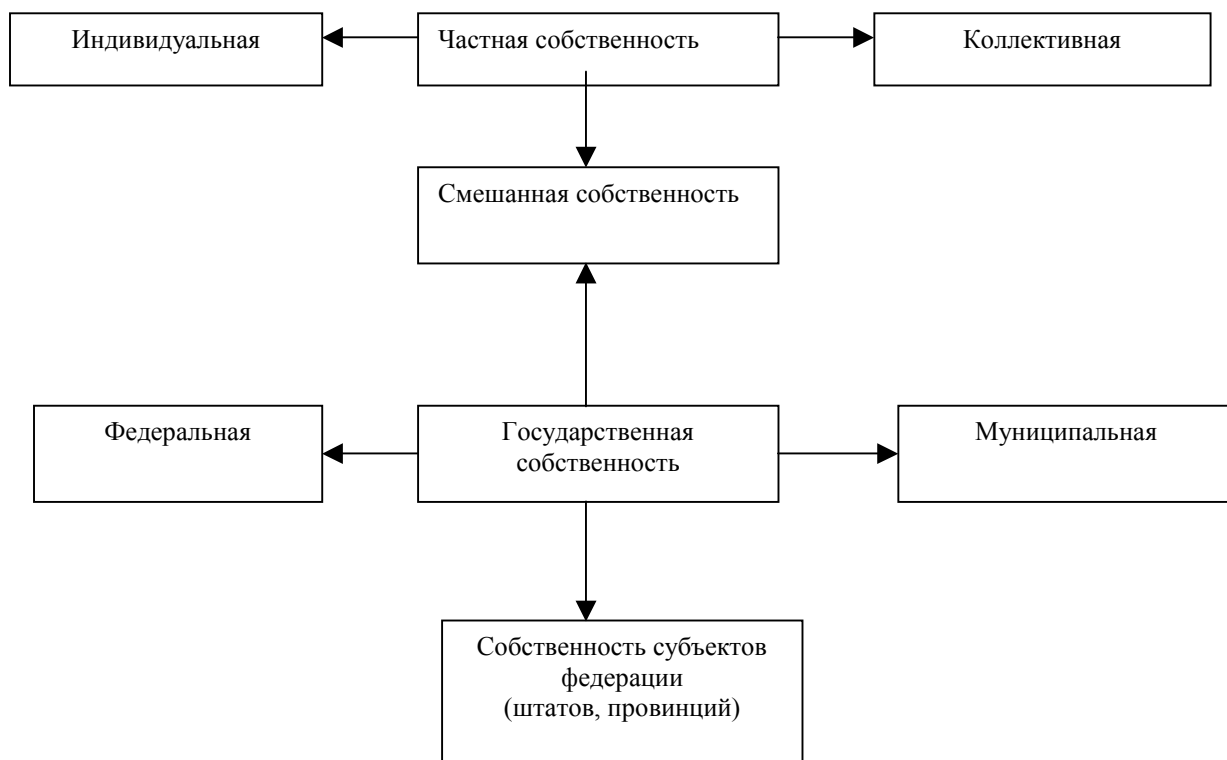 Индивидуальная
Частная собственность
Коллективная
Смешанная собственность
Федеральная
Государственная
собственность
Муниципальная
Собственность субъектов
федерации
(штатов, провинций)